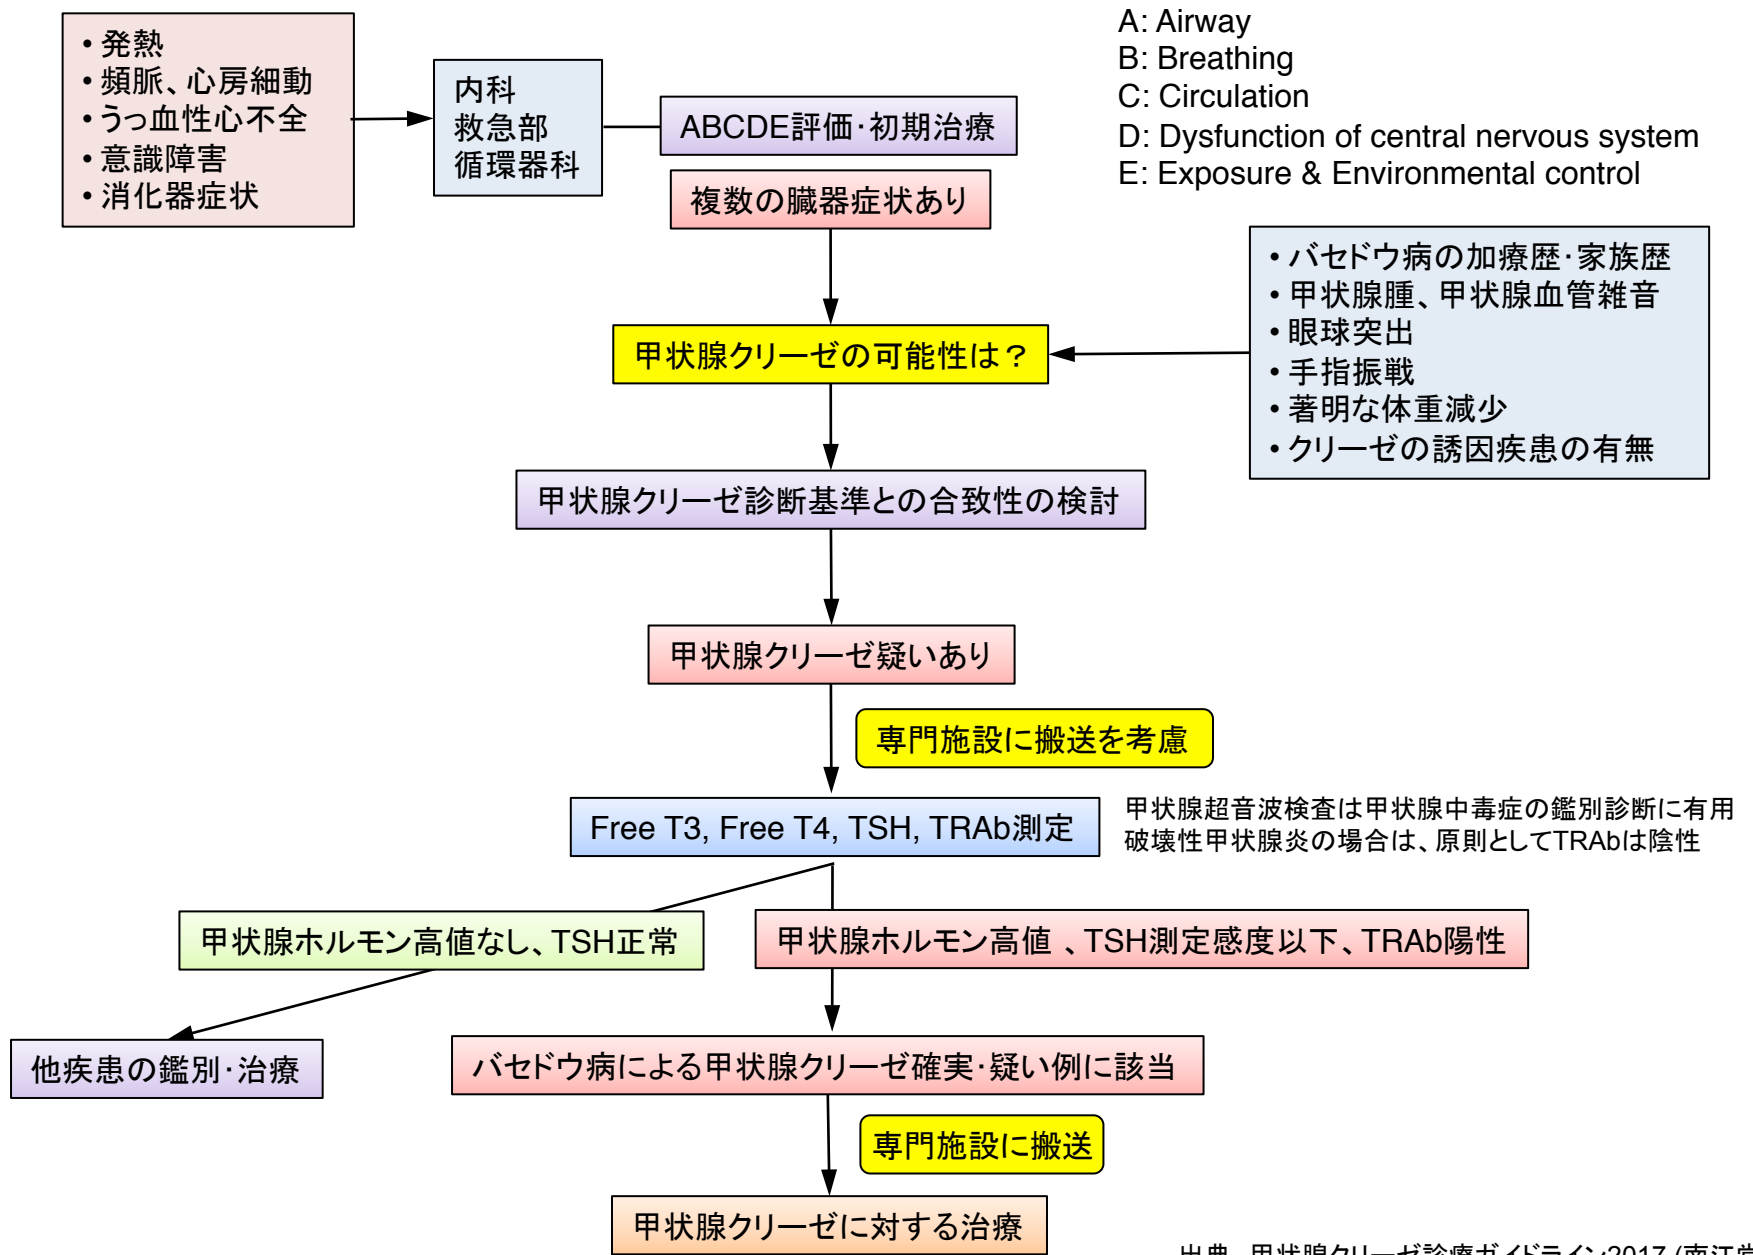 • 発熱
• 頻脈、心房細動
• うっ血性心不全
• 意識障害
• 消化器症状
内科
救急部
循環器科
ABCDE評価・初期治療
複数の臓器症状あり
A: Airway
B: Breathing
C: Circulation
D: Dysfunction of central nervous system
E: Exposure & Environmental control
• バセドウ病の加療歴・家族歴
• 甲状腺腫、甲状腺血管雑音
• 眼球突出
• 手指振戦
• 著明な体重減少
• クリーゼの誘因疾患の有無
甲状腺クリーゼの可能性は？
甲状腺クリーゼ診断基準との合致性の検討
甲状腺クリーゼ疑いあり
専門施設に搬送を考慮
Free T3, Free T4, TSH, TRAb測定
甲状腺超音波検査は甲状腺中毒症の鑑別診断に有用
破壊性甲状腺炎の場合は、原則としてTRAbは陰性
甲状腺ホルモン高値なし、TSH正常
甲状腺ホルモン高値 、TSH測定感度以下、TRAb陽性
他疾患の鑑別・治療
バセドウ病による甲状腺クリーゼ確実・疑い例に該当
専門施設に搬送
甲状腺クリーゼに対する治療